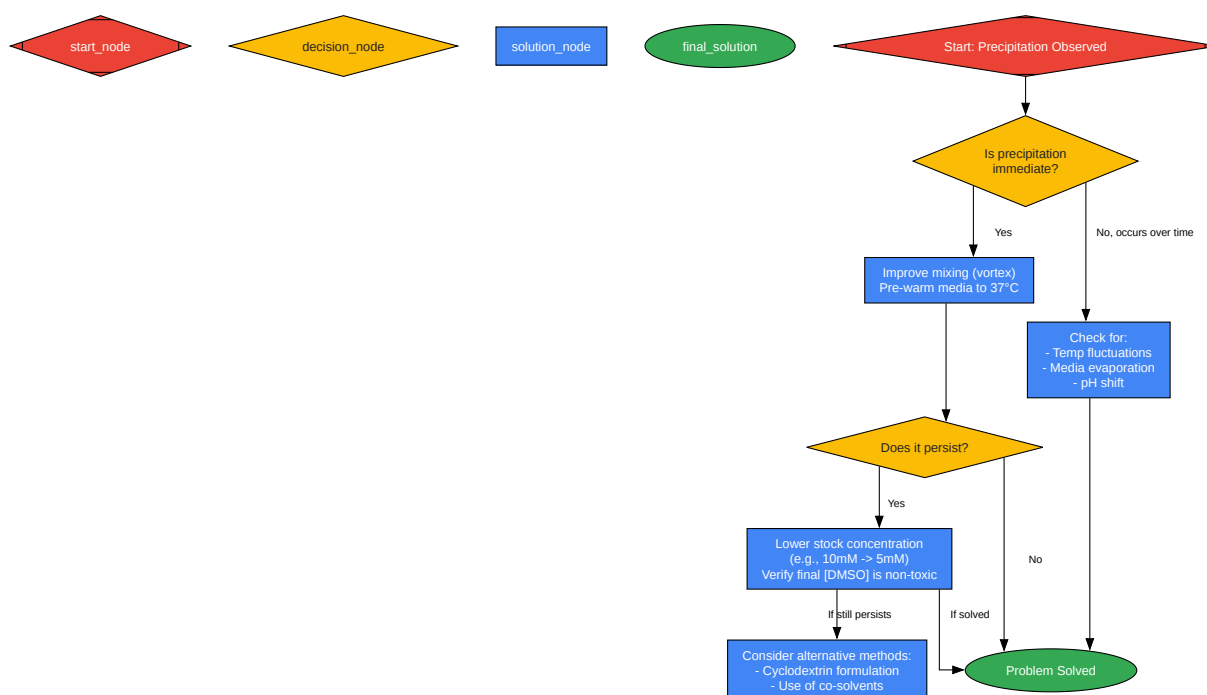 start_node
decision_node
solution_node
final_solution
Start: Precipitation Observed
Is precipitation
immediate?
Yes
No, occurs over time
Improve mixing (vortex)
Pre-warm media to 37°C
Check for:
- Temp fluctuations
- Media evaporation
- pH shift
Does it persist?
Yes
No
Lower stock concentration
(e.g., 10mM -> 5mM)
Verify final [DMSO] is non-toxic
If still persists
If solved
Consider alternative methods:
- Cyclodextrin formulation
- Use of co-solvents
Problem Solved